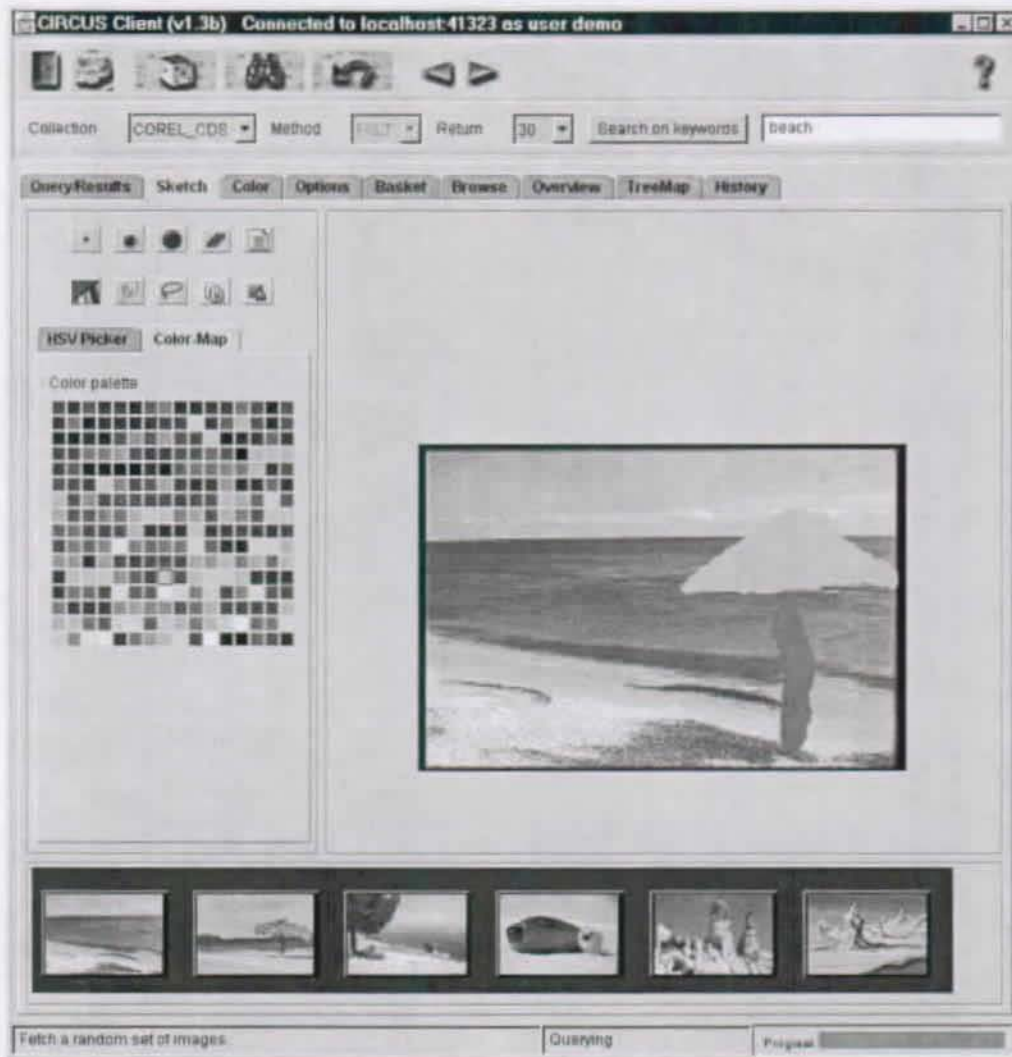 CIRCUS Client (v1.3b) Connected to localhost:41323 as user demo
Collection COREL_CDS Method Return 30 Search on keywords beach
Query/Results Sketch Color Options Basket Browse Overview TreeMap History
HSV Picker Color-Map
Color palette
Fetch a random set of images. Querying Progress